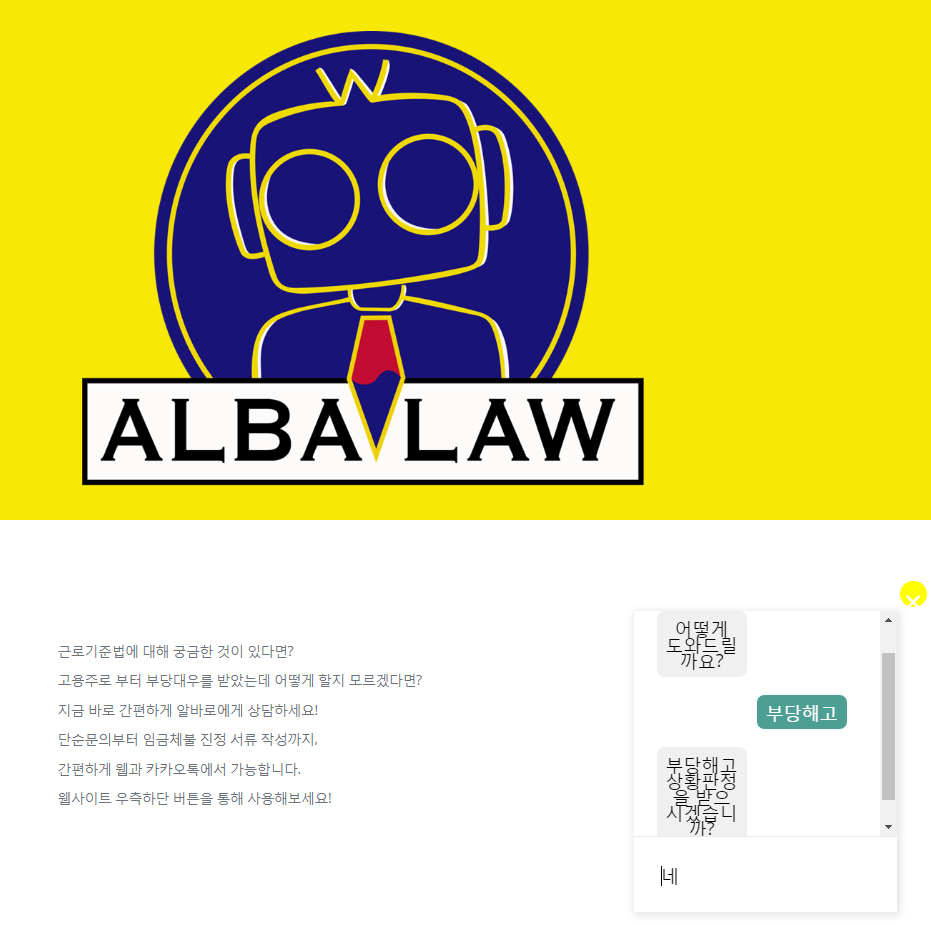 ALBA LAW
근로기준법에 대해 궁금한 것이 있다면?
고용주로 부터 부당대우를 받았는데 어떻게 할지 모르겠다면?
지금 바로 간편하게 알바로에게 상담하세요!
단순문의부터 임금체불 진정 서류 작성까지,
간편하게 웹과 카카오톡에서 가능합니다.
웹사이트 우측하단 버튼을 통해 사용해보세요!
어떻게
도와드릴
까요?
부당해고
부당해고
상황판정
을 받으
시겠습니
까?
네